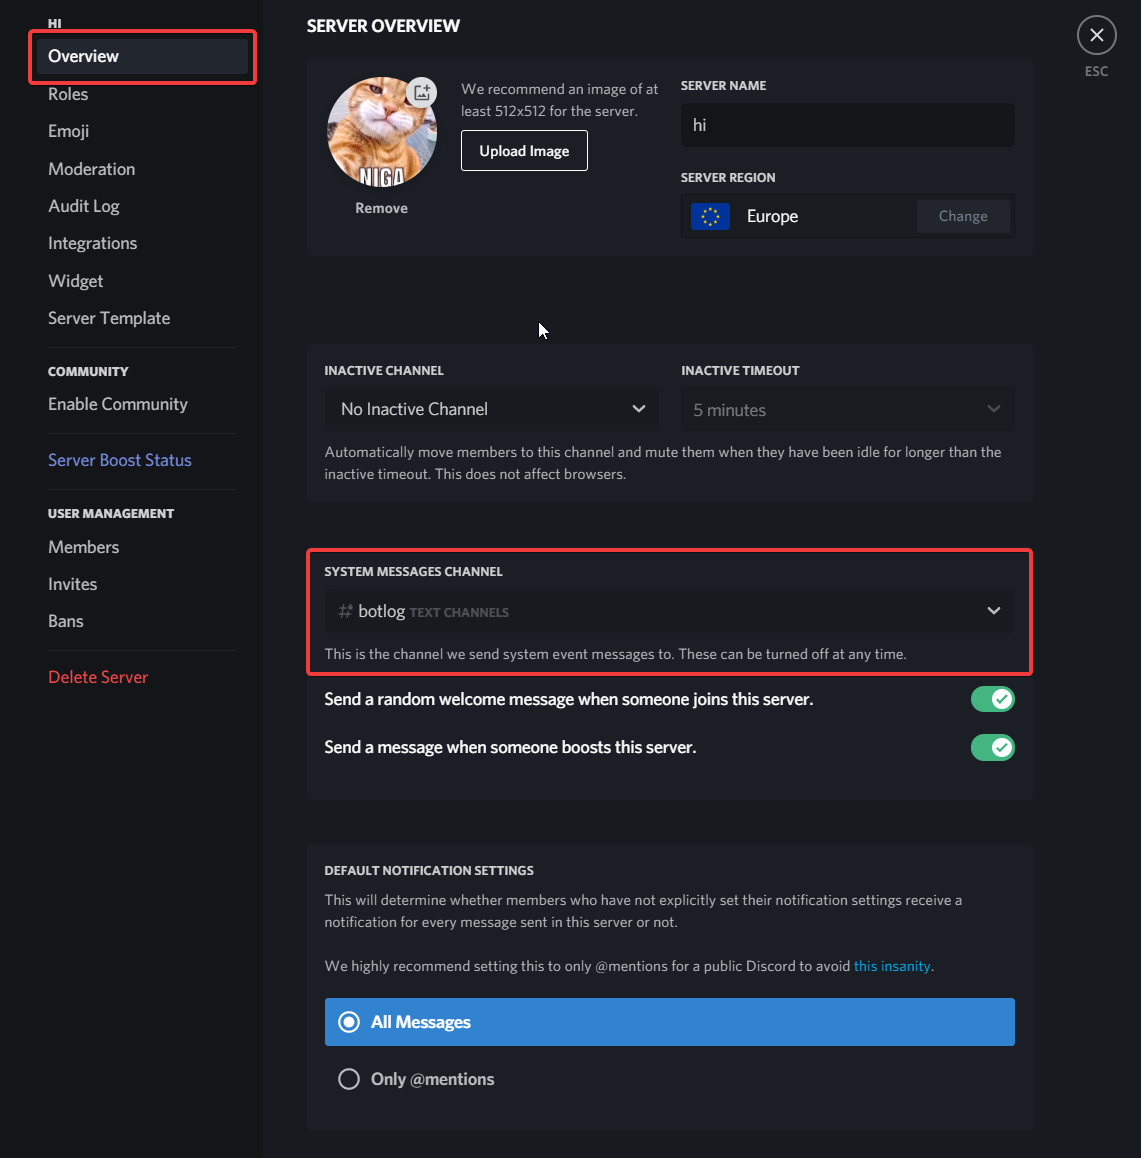 HI
Overview
Roles
Emoji
Moderation
Audit Log
Integrations
Widget
Server Template
COMMUNITY
Enable Community
Server Boost Status
USER MANAGEMENT
Members
Invites
Bans
Delete Server
SERVER OVERVIEW
NIGA
Remove
We recommend an image of at
least 512x512 for the server.
Upload Image
SERVER NAME
hi
SERVER REGION
Europe
Change
ESC
INACTIVE CHANNEL
No Inactive Channel
INACTIVE TIMEOUT
5 minutes
Automatically move members to this channel and mute them when they have been idle for longer than the
inactive timeout. This does not affect browsers.
SYSTEM MESSAGES CHANNEL
botlog TEXT CHANNELS
This is the channel we send system event messages to. These can be turned off at any time.
Send a random welcome message when someone joins this server.
Send a message when someone boosts this server.
DEFAULT NOTIFICATION SETTINGS
This will determine whether members who have not explicitly set their notification settings receive a
notification for every message sent in this server or not.
We highly recommend setting this to only @mentions for a public Discord to avoid this insanity.
All Messages
Only @mentions